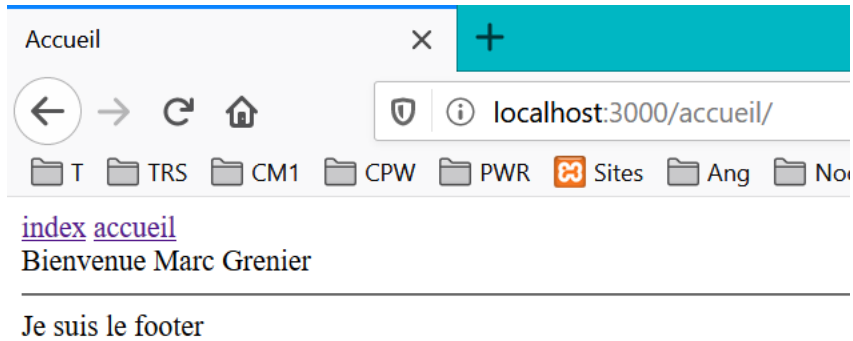 Accueil
localhost:3000/accueil/
T TRS CM1 CPW PWR Sites Ang
index accueil
Bienvenue Marc Grenier
Je suis le footer